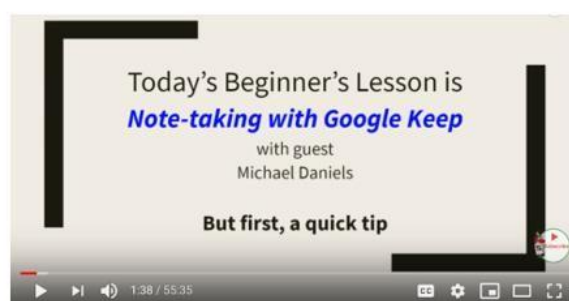 Today's Beginner's Lesson is
Note-taking with Google Keep
with guest
Michael Daniels
But first, a quick tip
1:38 / 55:35
CC